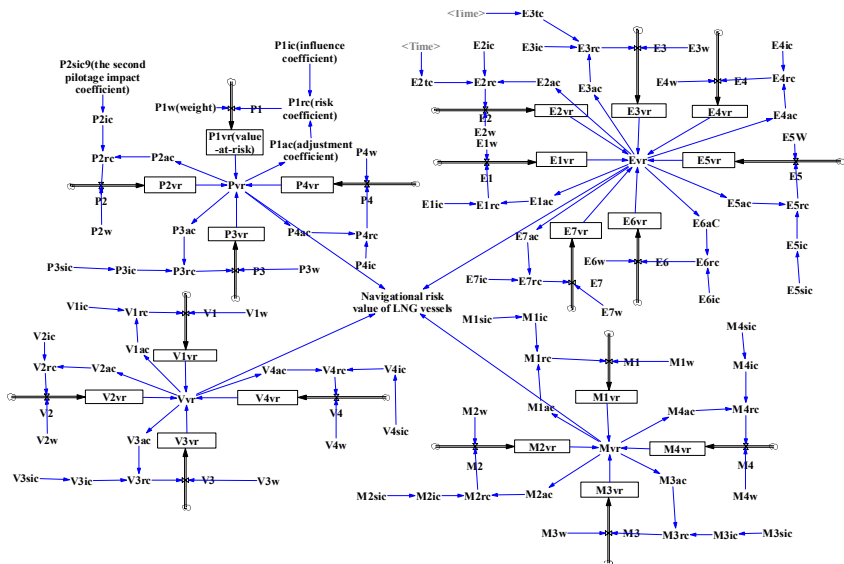 <Time>
E3tc
P1ic(influence
coefficient)
<Time>
E2ic
E3ic
E3rc
E3
E3w
E4ic
P2sic9(the second
pilotage impact
coefficient)
E2tc
E2rc
E2ac
E3ac
E4w
E4
E4rc
P1w(weight)
P1
P1rc(risk
coefficient)
E2
E2vr
E3vr
E4vr
E4ac
P2ic
P1vr(value
-at-risk)
P1ac(adjustment
coefficient)
P4w
E2w
E1w
E5W
P2rc
P2ac
E1
E1vr
Evr
E5vr
E5
P2
P2vr
Pvr
P4vr
P4
E1ic
E1rc
E1ac
E5ac
E5rc
P2w
P3ac
P3vr
P4ac
P4rc
E7ac
E7vr
E6vr
E6aC
E5ic
P3sic
P3ic
P3rc
P3
P3w
P4ic
E7ic
E7rc
E7
E6w
E6
E6rc
E5sic
Navigational risk
value of LNG vessels
E7w
E6ic
V1ic
V1rc
V1
V1w
M1sic
M1ic
M4sic
V2ic
V1ac
V1vr
M1rc
M1
M1w
M4ic
V2rc
V2ac
V4ac
V4rc
V4ic
V2
V2vr
Vvr
V4vr
V4
M2w
M1ac
M1vr
M4ac
M4rc
V2w
V3ac
V3vr
V4w
V4sic
M2
M2vr
Mvr
M4vr
M4
V3sic
V3ic
V3rc
V3
V3w
M2sic
M2ic
M2rc
M2ac
M3vr
M3ac
M4w
M3w
M3
M3rc
M3ic
M3sic